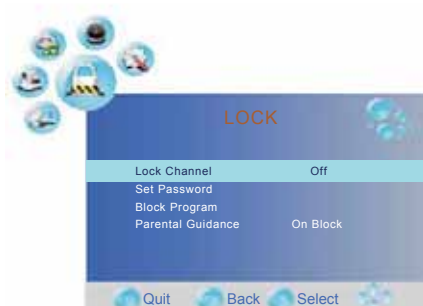 LOCK
Lock Channel Off
Set Password
Block Program
Parental Guidance On Block
Quit Back Select